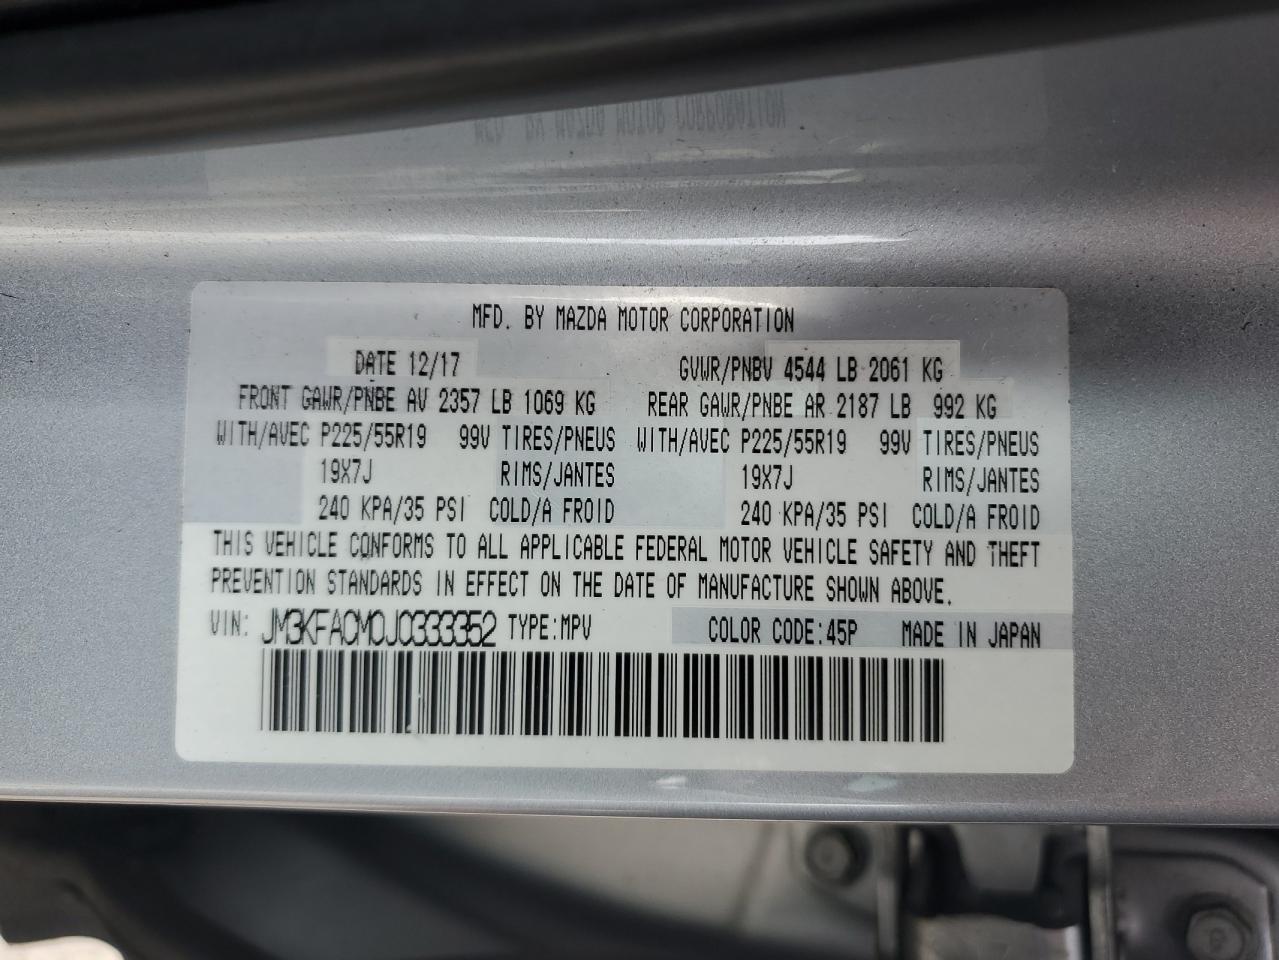 MFD. BY MAZDA MOTOR CORPORATION
DATE 12/17 GVWR/PNBV 4544 LB 2061 KG
FRONT GAWR/PNBE AV 2357 LB 1069 KG REAR GAWR/PNBE AR 2187 LB 992 KG
WITH/AVEC P225/55R19 99V TIRES/PNEUS WITH/AVEC P225/55R19 99V TIRES/PNEUS
19X7J RIMS/JANTES 19X7J RIMS/JANTES
240 KPA/35 PSI COLD/A FROID 240 KPA/35 PSI COLD/A FROID
THIS VEHICLE CONFORMS TO ALL APPLICABLE FEDERAL MOTOR VEHICLE SAFETY AND THEFT
PREVENTION STANDARDS IN EFFECT ON THE DATE OF MANUFACTURE SHOWN ABOVE.
VIN: JM3KFACM0J0333352 TYPE:MPV COLOR CODE:45P MADE IN JAPAN